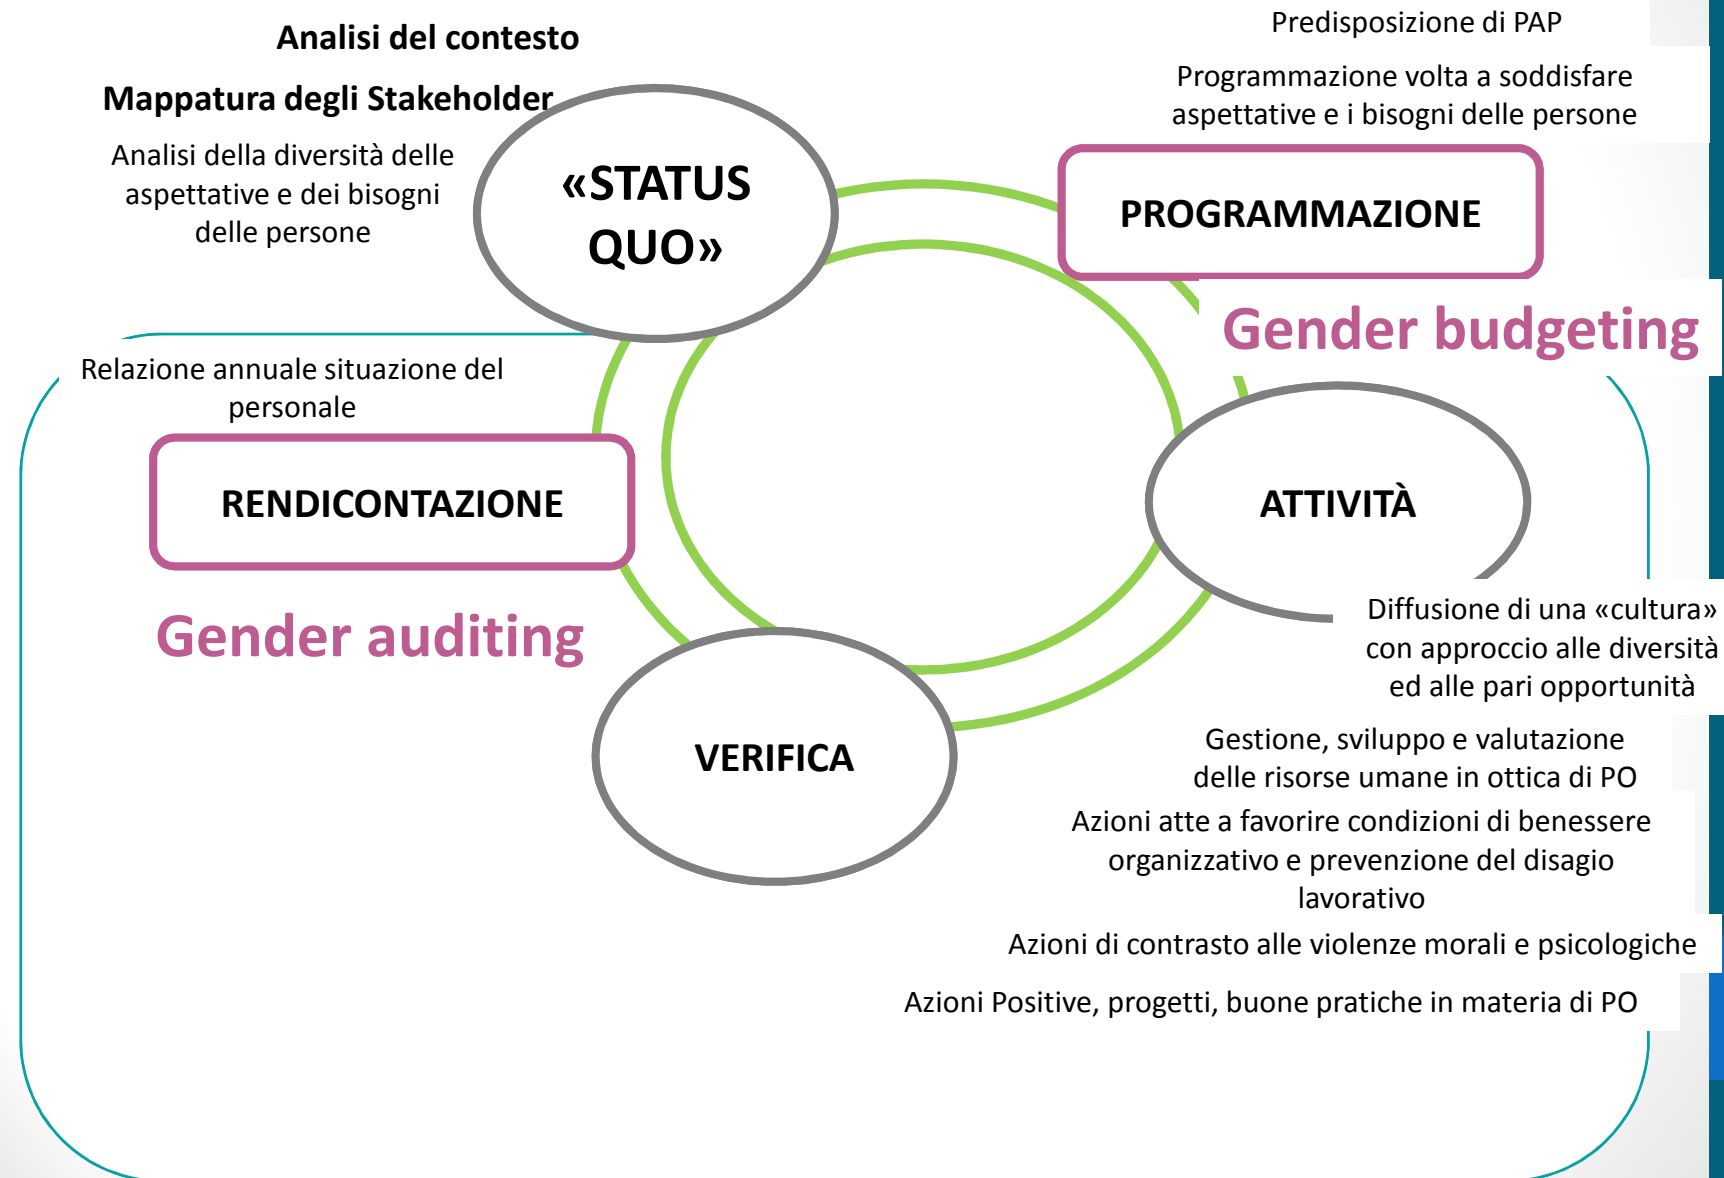 Analisi del contesto
Mappatura degli Stakeholder
Analisi della diversità delle
aspettative e dei bisogni
delle persone
«STATUS
QUO»
Predisposizione di PAP
Programmazione volta a soddisfare
aspettative e i bisogni delle persone
PROGRAMMAZIONE
Gender budgeting
Relazione annuale situazione del
personale
RENDICONTAZIONE
Gender auditing
ATTIVITÀ
Diffusione di una «cultura»
con approccio alle diversità
ed alle pari opportunità
VERIFICA
Gestione, sviluppo e valutazione
delle risorse umane in ottica di PO
Azioni atte a favorire condizioni di benessere
organizzativo e prevenzione del disagio
lavorativo
Azioni di contrasto alle violenze morali e psicologiche
Azioni Positive, progetti, buone pratiche in materia di PO